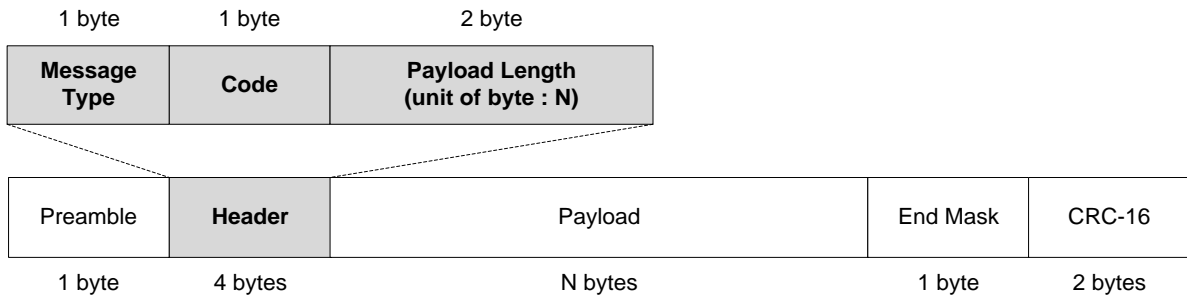 1 byte 1 byte 2 byte
Message Type Code Payload Length
(unit of byte : N)
Preamble Header Payload End Mask CRC-16
1 byte 4 bytes N bytes 1 byte 2 bytes